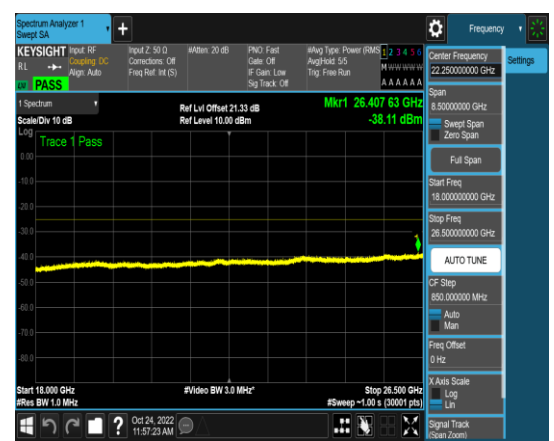 Spectrum Analyzer 1
Swept SA
+
Frequency
KEYSIGHT
RL
PASS
Input: RF
Coupling: DC
Align: Auto
Input Z: 50 Ω
Corrections: Off
Freq Ref: Int (S)
#Atten: 20 dB
PNO: Fast
Gate: Off
IF Gain: Low
Sig Track: Off
#Avg Type: Power (RMS
Avg|Hold: 5/5
Trig: Free Run
1 2 3 4 5 6
M W W W W W
A A A A A A
1 Spectrum
Scale/Div 10 dB
Ref Lvl Offset 21.33 dB
Ref Level 10.00 dBm
Mkr1 26.407 63 GHz
-38.11 dBm
Log
Trace 1 Pass
0.00
-10.0
-20.0
-30.0
-40.0
-50.0
-60.0
-70.0
-80.0
1
Start 18.000 GHz
#Res BW 1.0 MHz
#Video BW 3.0 MHz*
Stop 26.500 GHz
#Sweep ~1.00 s (30001 pts)
?
Oct 24, 2022
11:57:23 AM
Center Frequency
22.250000000 GHz
Span
8.50000000 GHz
Swept Span
Zero Span
Full Span
Start Freq
18.000000000 GHz
Stop Freq
26.500000000 GHz
AUTO TUNE
CF Step
850.000000 MHz
Auto
Man
Freq Offset
0 Hz
X Axis Scale
Log
Lin
Signal Track
(Span Zoom)
Settings